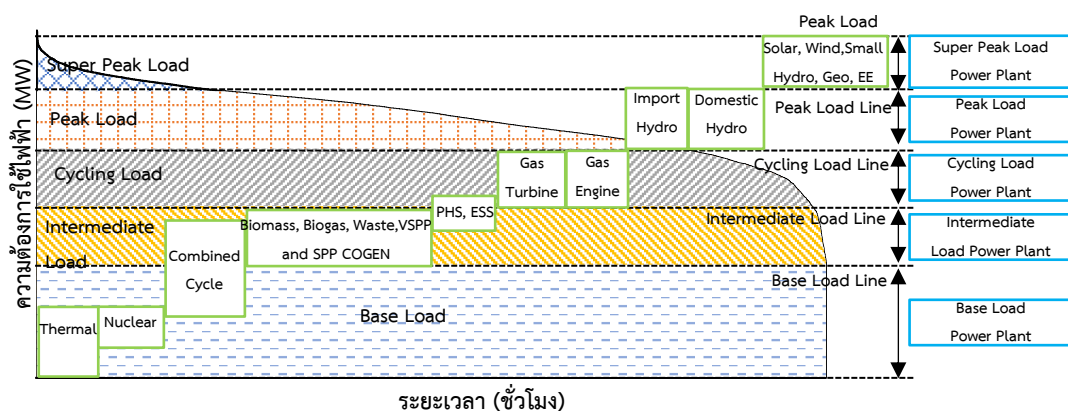 Peak Load
Solar, Wind,Small
Hydro, Geo, EE
Super Peak Load
Power Plant
Super Peak Load
Import
Hydro
Domestic
Hydro
Peak Load Line
Peak Load
Power Plant
Peak Load
Cycling Load
Gas
Turbine
Gas
Engine
Cycling Load Line
Cycling Load
Power Plant
Intermediate
Load
Combined
Cycle
Biomass, Biogas, Waste,VSPP
and SPP COGEN
PHS, ESS
Intermediate Load Line
Intermediate
Load Power Plant
Base Load Line
Thermal
Nuclear
Base Load
Base Load
Power Plant
ความต้องการใช้ไฟฟ้า (MW)
ระยะเวลา (ชั่วโมง)